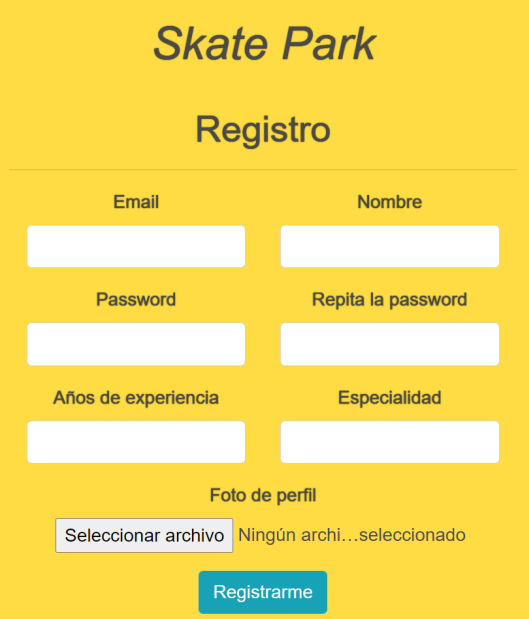 Skate Park
Registro
Email
Nombre
Password
Repita la password
Años de experiencia
Especialidad
Foto de perfil
Seleccionar archivo Ningún archi…seleccionado
Registrarme